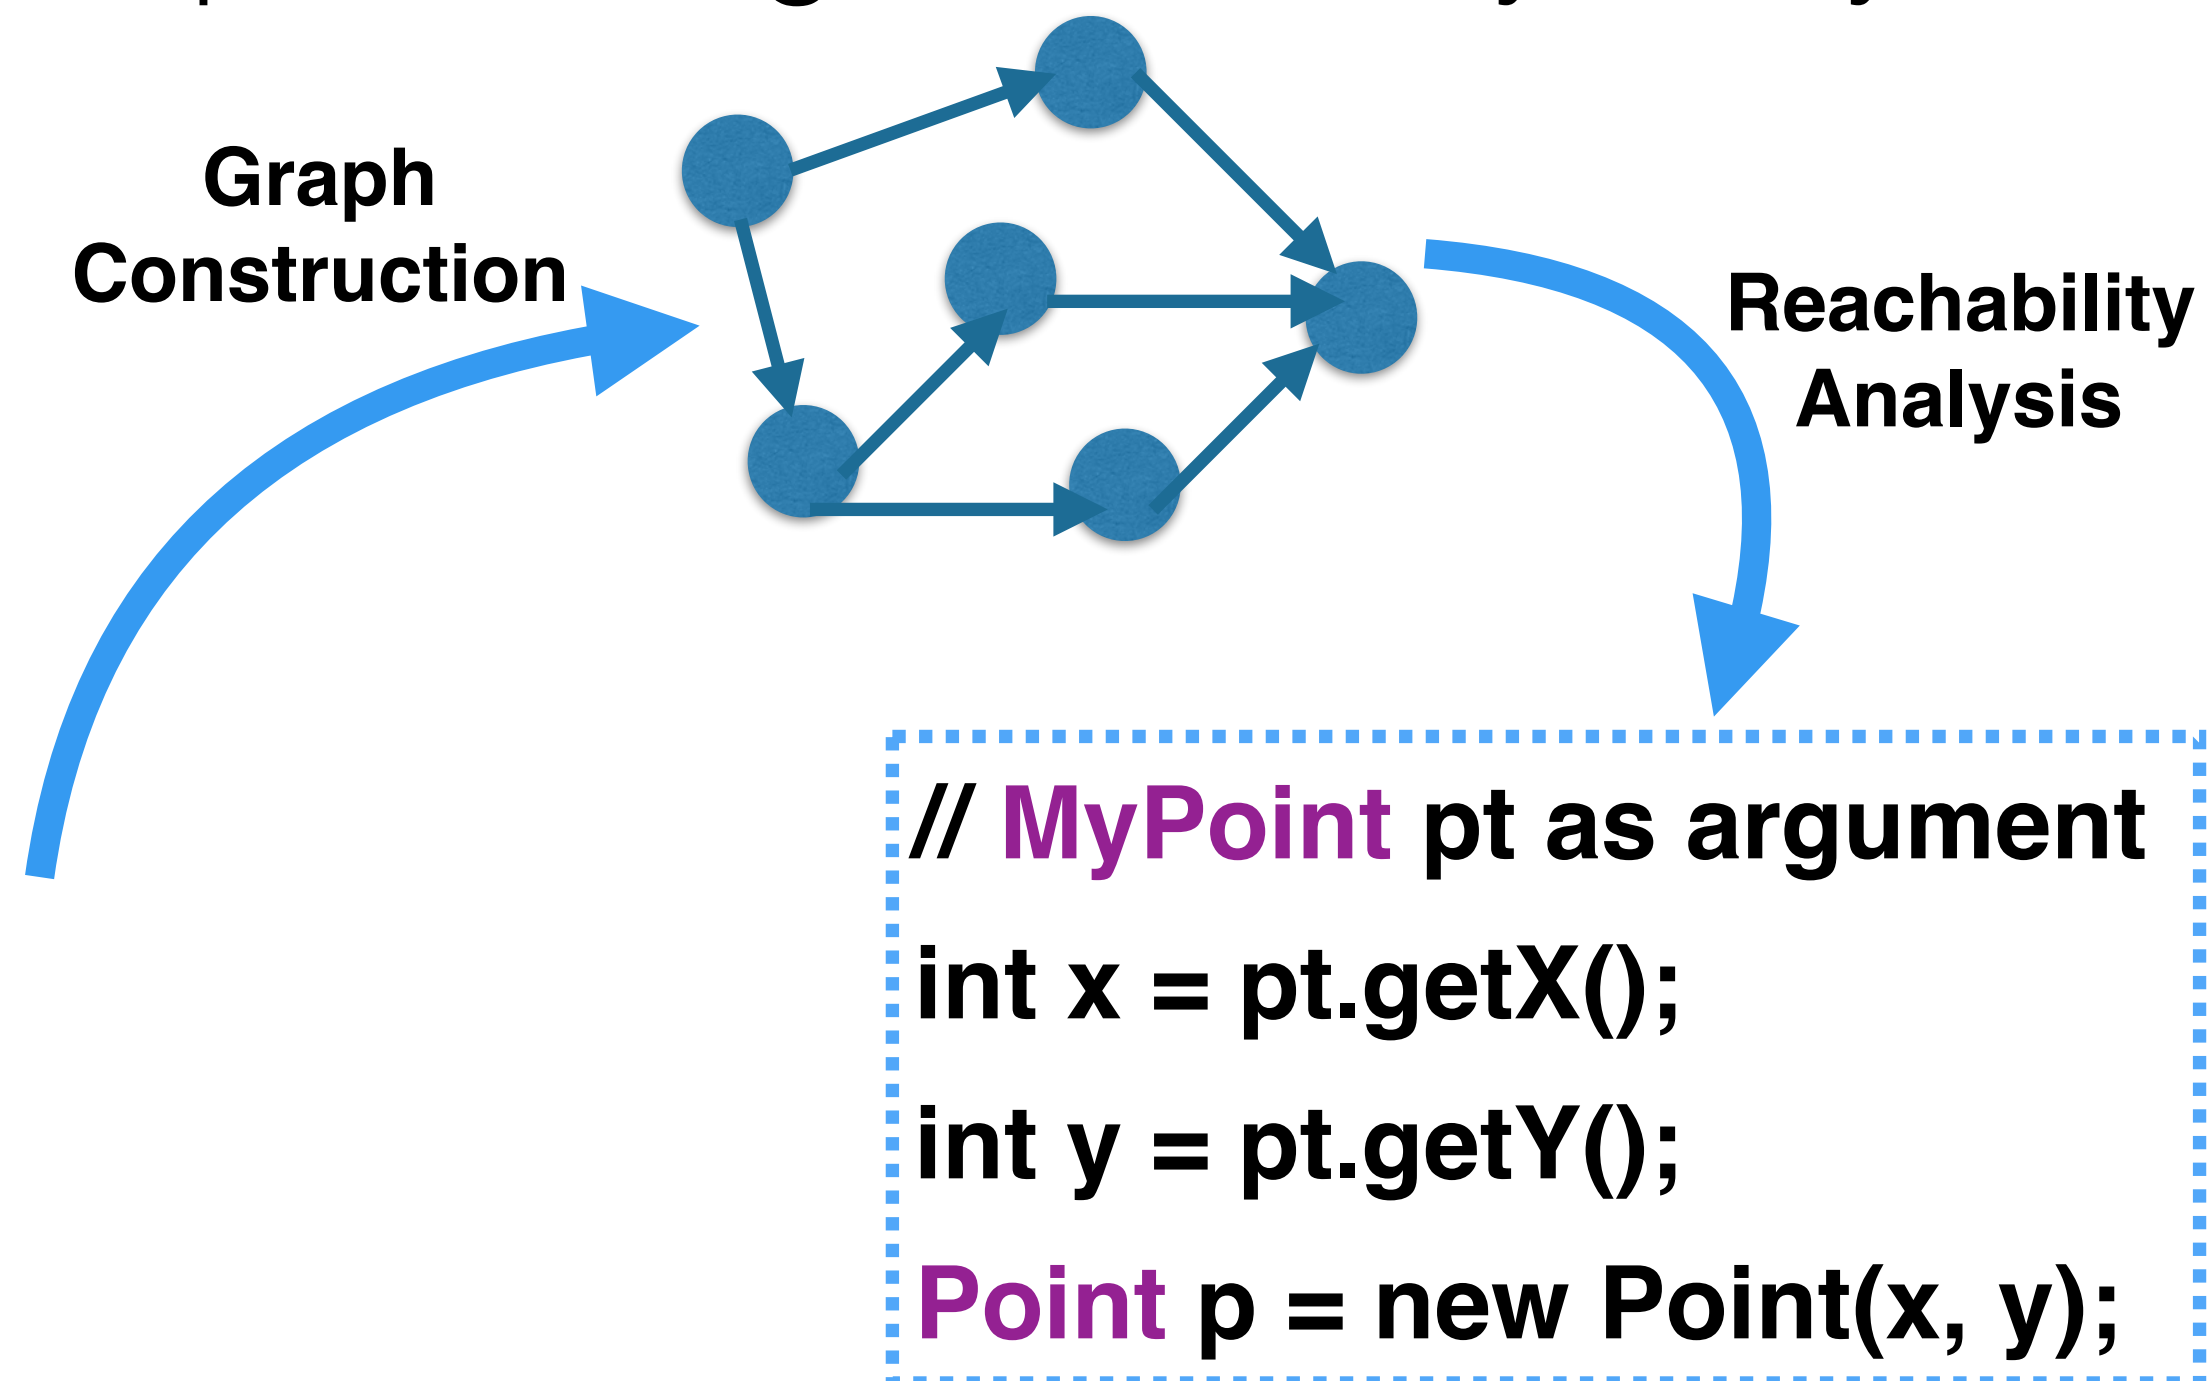 Graph
Construction
Reachability
Analysis
// MyPoint pt as argument
int x = pt.getX();
int y = pt.getY();
Point p = new Point(x, y);